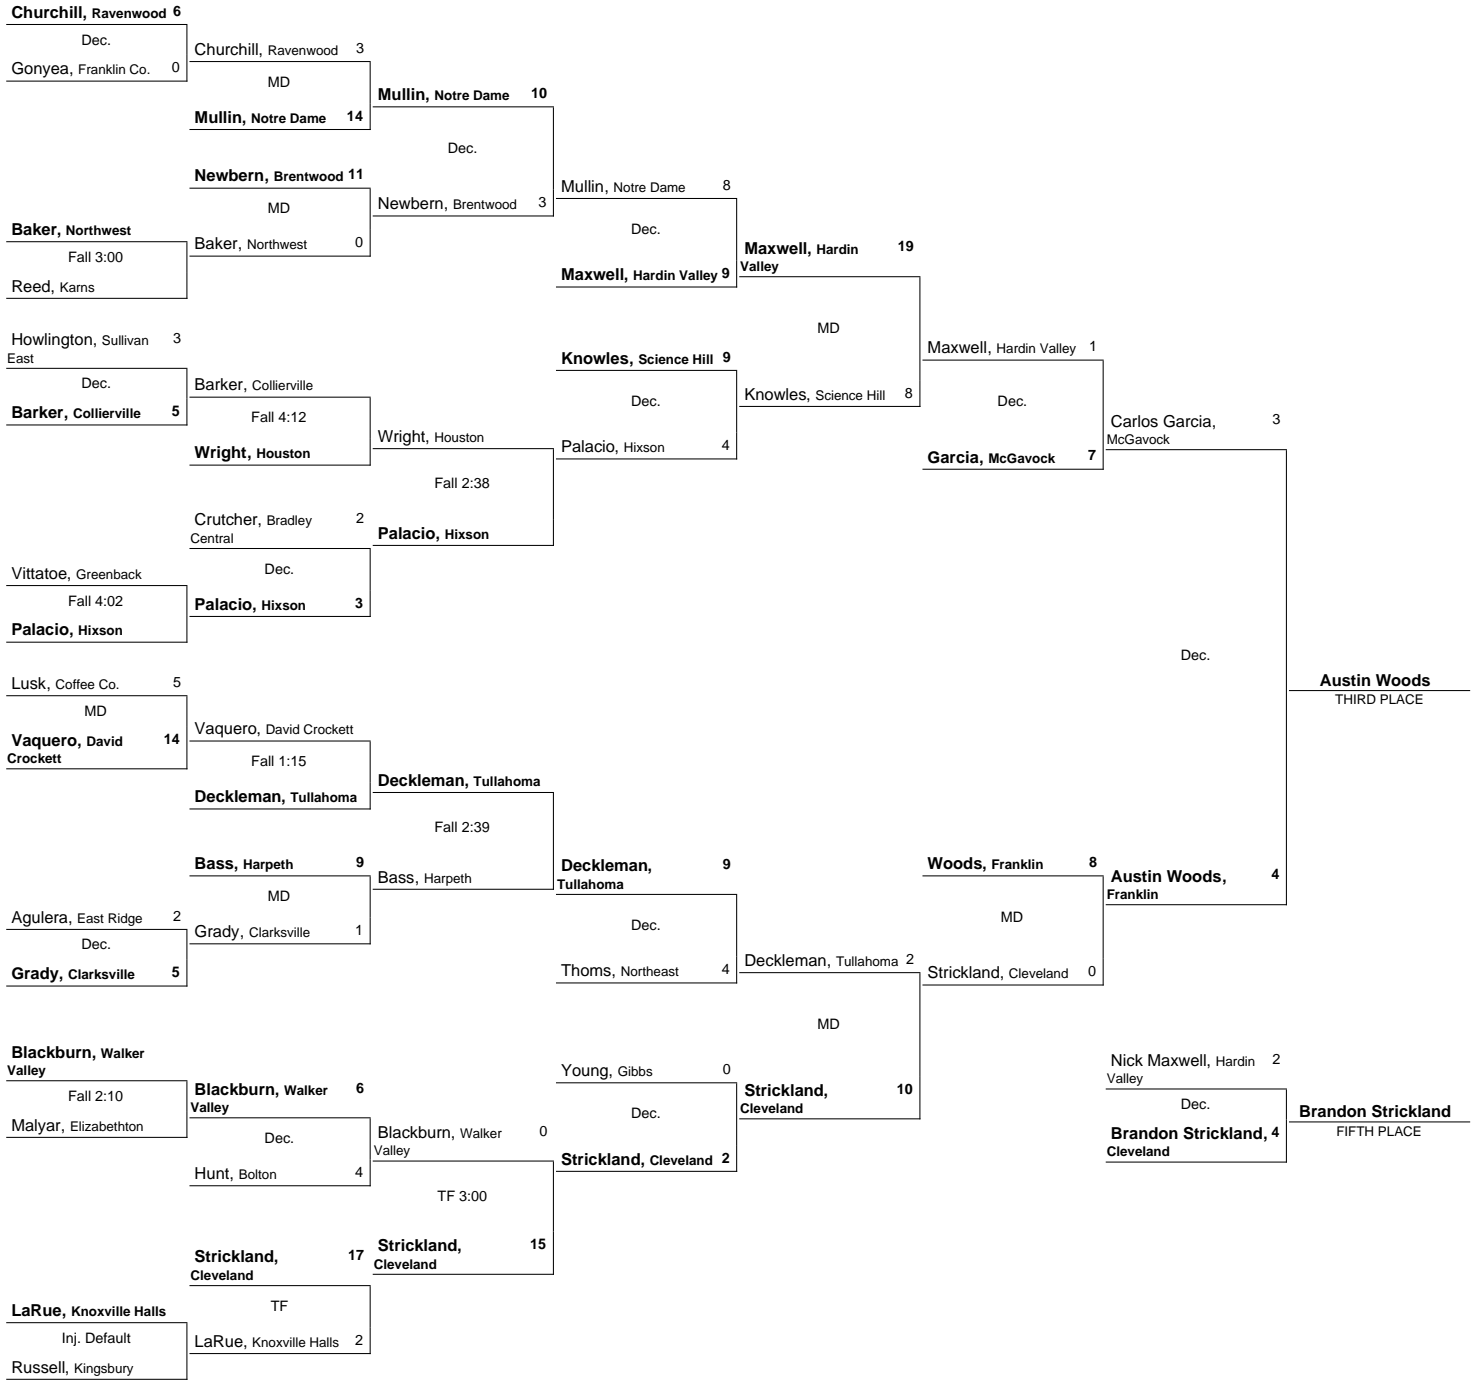 Churchill, Ravenwood 6
Dec.
Gonyea, Franklin Co. 0
Baker, Northwest
Fall 3:00
Reed, Karns
Howlington, Sullivan 3
East
Dec.
Barker, Collierville 5
Vittatoe, Greenback
Fall 4:02
Palacio, Hixson
Lusk, Coffee Co. 5
MD
Vaquero, David 14
Crockett
Agulera, East Ridge 2
Dec.
Grady, Clarksville 5
Blackburn, Walker
Valley
Fall 2:10
Malyar, Elizabethton
LaRue, Knoxville Halls
Inj. Default
Russell, Kingsbury
Churchill, Ravenwood 3
MD
Mullin, Notre Dame 14
Newbern, Brentwood 11
MD
Baker, Northwest 0
Barker, Collierville
Fall 4:12
Wright, Houston
Crutcher, Bradley 2
Central
Dec.
Palacio, Hixson 3
Vaquero, David Crockett
Fall 1:15
Deckleman, Tullahoma
Bass, Harpeth 9
MD
Grady, Clarksville 1
Blackburn, Walker 6
Valley
Dec.
Hunt, Bolton 4
Strickland, 17
Cleveland
TF
LaRue, Knoxville Halls 2
Mullin, Notre Dame 10
Dec.
Newbern, Brentwood 3
Wright, Houston
Fall 2:38
Palacio, Hixson
Deckleman, Tullahoma
Fall 2:39
Bass, Harpeth
Blackburn, Walker 0
Valley
TF 3:00
Strickland, 15
Cleveland
Mullin, Notre Dame 8
Dec.
Maxwell, Hardin Valley 9
Knowles, Science Hill 9
Dec.
Palacio, Hixson 4
Deckleman, 9
Tullahoma
Dec.
Thoms, Northeast 4
Young, Gibbs 0
Dec.
Strickland, Cleveland 2
Maxwell, Hardin 19
Valley
MD
Knowles, Science Hill 8
Deckleman, Tullahoma 2
MD
Strickland, 10
Cleveland
Maxwell, Hardin Valley 1
Dec.
Garcia, McGavock 7
Woods, Franklin 8
MD
Strickland, Cleveland 0
Carlos Garcia, 3
McGavock
Dec.
Austin Woods, 4
Franklin
Austin Woods
THIRD PLACE
Nick Maxwell, Hardin 2
Valley
Dec.
Brandon Strickland, 4
Cleveland
Brandon Strickland
FIFTH PLACE